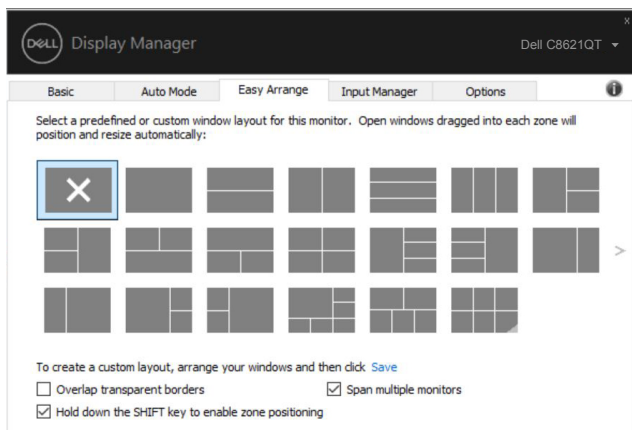 x
DELL Display Manager Dell C8621QT
Basic Auto Mode Easy Arrange Input Manager Options
Select a predefined or custom window layout for this monitor. Open windows dragged into each zone will
position and resize automatically:
To create a custom layout, arrange your windows and then click Save
Overlap transparent borders Span multiple monitors
Hold down the SHIFT key to enable zone positioning